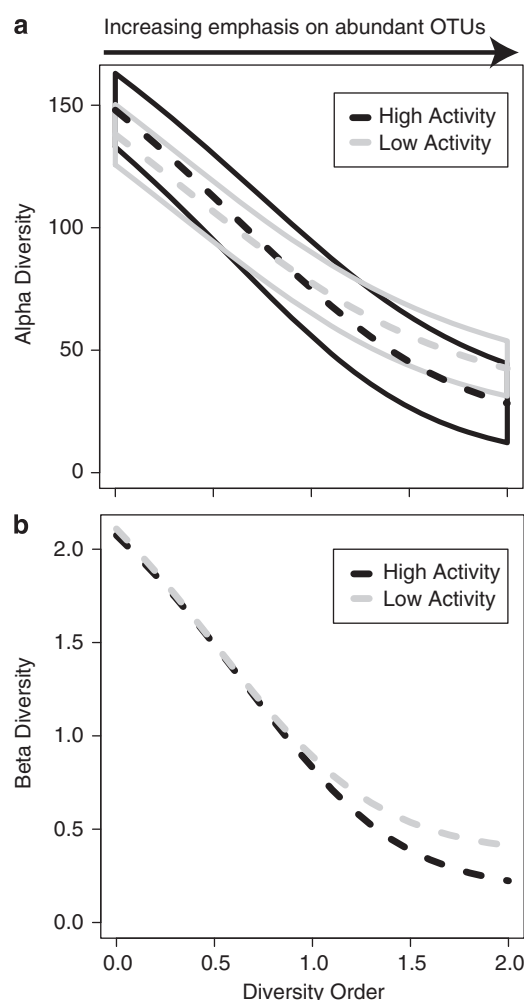 a
Increasing emphasis on abundant OTUs
150
100
50
0
Alpha Diversity
High Activity
Low Activity
b
2.0
1.5
1.0
0.5
0.0
Beta Diversity
High Activity
Low Activity
0.0 0.5 1.0 1.5 2.0
Diversity Order